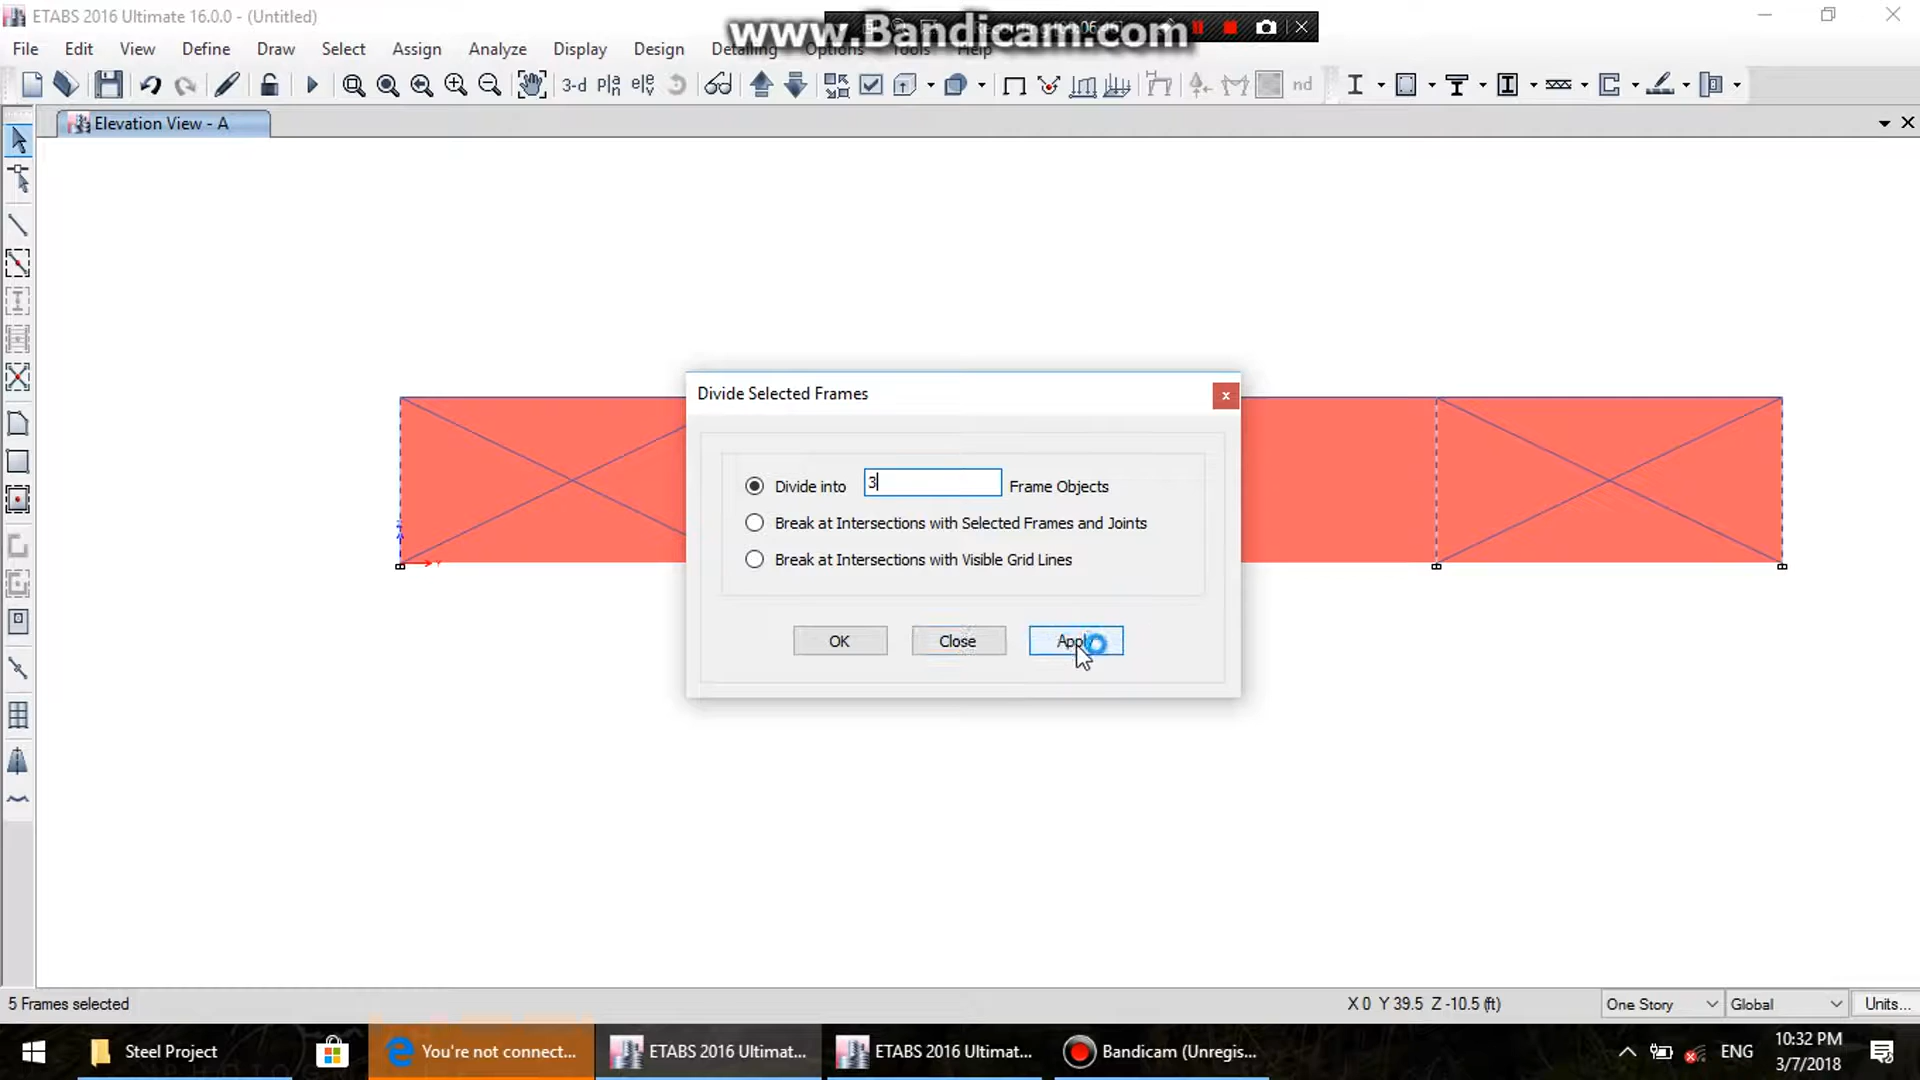 ETABS 2016 Ultimate 16.0.0 - (Untitled)
www.Bandicam.com
File Edit View Define Draw Select Assign Analyze Display Design Detailing Options Tools Help
3-d nd
Elevation View - A
Divide Selected Frames
x
Divide into 3 Frame Objects
Break at Intersections with Selected Frames and Joints
Break at Intersections with Visible Grid Lines
OK Close Apply
5 Frames selected
X 0 Y 39.5 Z -10.5 (ft)
One Story Global Units...
Steel Project
You're not connect...
ETABS 2016 Ultimat...
ETABS 2016 Ultimat...
Bandicam (Unregis...
ENG
10:32 PM
3/7/2018